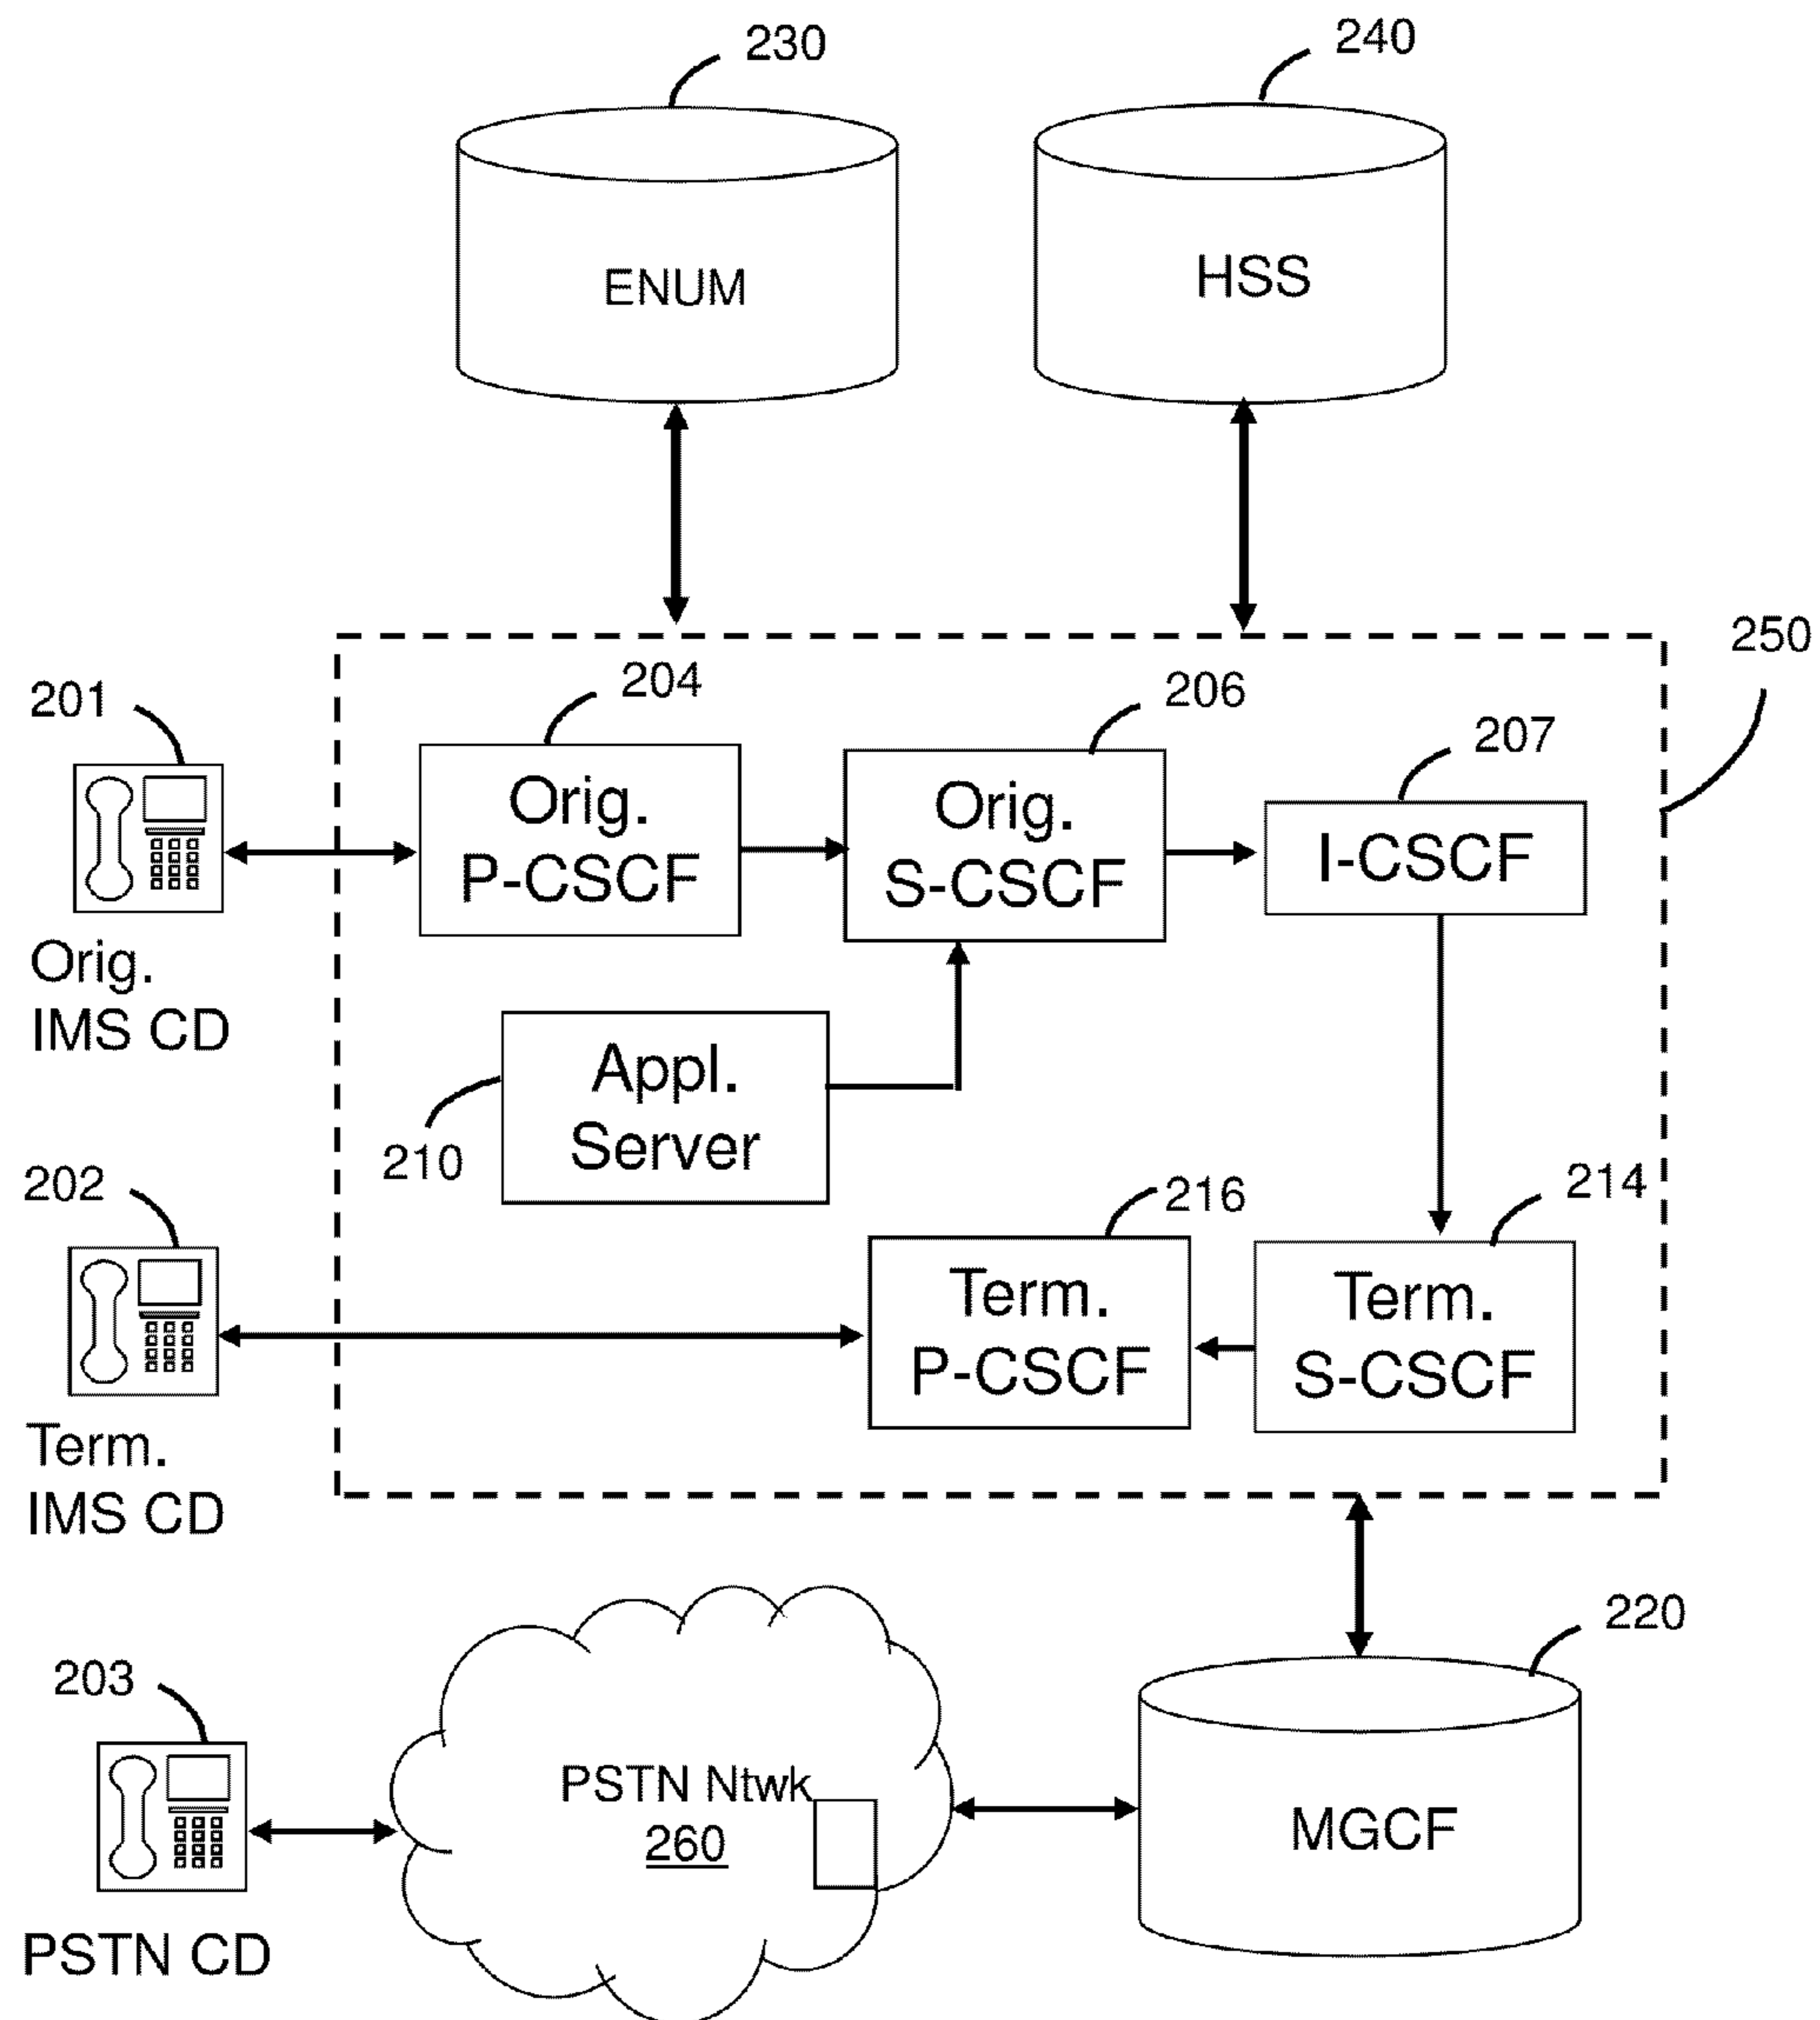 230
240
ENUM
HSS
250
204
206
207
201
Orig.
P-CSCF
Orig.
S-CSCF
I-CSCF
Orig.
IMS CD
Appl.
Server
210
202
216
214
Term.
P-CSCF
Term.
S-CSCF
Term.
IMS CD
220
203
PSTN Ntwk
260
MGCF
PSTN CD